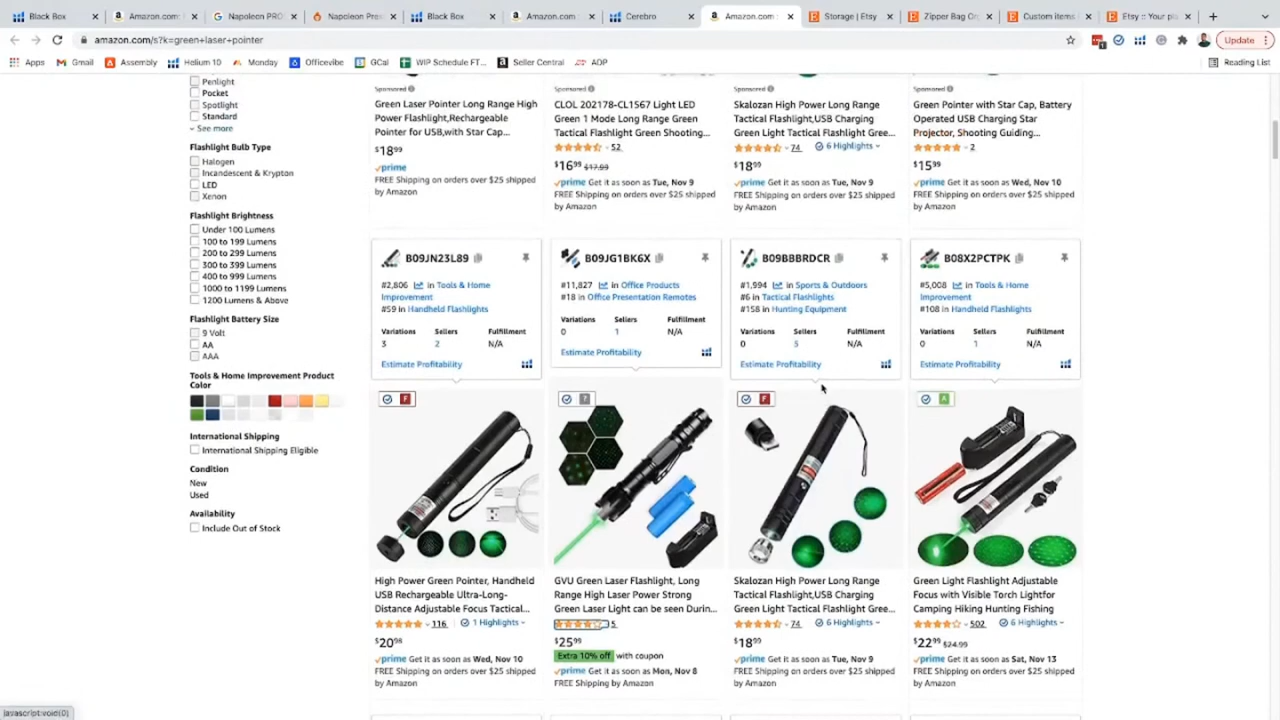 Black Box
Amazon.com
Napoleon PRO
Napoleon Pres
Black Box
Amazon.com
Cerebro
Amazon.com
Storage | Etsy
Zipper Bag Or
Custom items
Etsy :: Your pla
amazon.com/s?k=green+laser+pointer
Update
Apps
Gmail
Assembly
Helium 10
Monday
Officevibe
GCal
WIP Schedule FT...
Seller Central
ADP
Reading List
Penlight
Pocket
Spotlight
Standard
See more
Flashlight Bulb Type
Halogen
Incandescent & Krypton
LED
Xenon
Flashlight Brightness
Under 100 Lumens
100 to 199 Lumens
200 to 299 Lumens
300 to 399 Lumens
400 to 999 Lumens
1000 to 1199 Lumens
1200 Lumens & Above
Flashlight Battery Size
9 Volt
AA
AAA
Tools & Home Improvement Product
Color
International Shipping
International Shipping Eligible
Condition
New
Used
Availability
Include Out of Stock
Sponsored
Green Laser Pointer Long Range High
Power Flashlight,Rechargeable
Pointer for USB,with Star Cap...
$18.99
prime
FREE Shipping on orders over $25 shipped
by Amazon
Sponsored
CLOL 202178-CL1567 Light LED
Green 1 Mode Long Range Green
Tactical Flashlight Green Shooting...
52
$16.99 $17.99
prime Get it as soon as Tue, Nov 9
FREE Shipping on orders over $25 shipped
by Amazon
Sponsored
Skalozan High Power Long Range
Tactical Flashlight,USB Charging
Green Light Tactical Flashlight Gree...
74 6 Highlights
$18.99
prime Get it as soon as Tue, Nov 9
FREE Shipping on orders over $25 shipped
by Amazon
Sponsored
Green Pointer with Star Cap, Battery
Operated USB Charging Star
Projector, Shooting Guiding...
2
$15.99
prime Get it as soon as Wed, Nov 10
FREE Shipping on orders over $25 shipped
by Amazon
B09JN23L89
#2,806 in Tools & Home
Improvement
#59 in Handheld Flashlights
Variations Sellers Fulfillment
3 2 N/A
Estimate Profitability
B09JG1BK6X
#11,827 in Office Products
#18 in Office Presentation Remotes
Variations Sellers Fulfillment
0 1 N/A
Estimate Profitability
B09BBBRDCR
#1,994 in Sports & Outdoors
#6 in Tactical Flashlights
#158 in Hunting Equipment
Variations Sellers Fulfillment
0 5 N/A
Estimate Profitability
B08X2PCTPK
#5,008 in Tools & Home
Improvement
#108 in Handheld Flashlights
Variations Sellers Fulfillment
0 1 N/A
Estimate Profitability
F
?
F
A
High Power Green Pointer, Handheld
USB Rechargeable Ultra-Long-
Distance Adjustable Focus Tactical...
116 1 Highlights
$20.98
prime Get it as soon as Wed, Nov 10
FREE Shipping on orders over $25 shipped
by Amazon
GVU Green Laser Flashlight, Long
Range High Laser Power Strong
Green Laser Light can be seen Durin...
5
$25.99
Extra 10% off with coupon
prime Get it as soon as Mon, Nov 8
FREE Shipping by Amazon
Skalozan High Power Long Range
Tactical Flashlight,USB Charging
Green Light Tactical Flashlight Gree...
74 6 Highlights
$18.99
prime Get it as soon as Tue, Nov 9
FREE Shipping on orders over $25 shipped
by Amazon
Green Light Flashlight Adjustable
Focus with Visible Torch Lightfor
Camping Hiking Hunting Fishing
502 6 Highlights
$22.99 $24.99
prime Get it as soon as Sat, Nov 13
FREE Shipping on orders over $25 shipped
by Amazon
javascript:void(0)